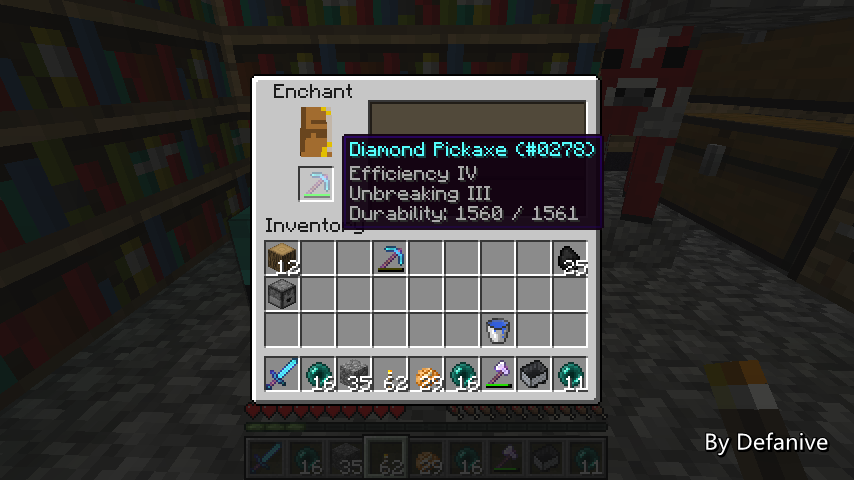 Enchant
Diamond Pickaxe (#0278)
Efficiency IV
Unbreaking III
Durability: 1560 / 1561
Inventory
12
25
16
35
62
29
16
11
16
35
62
29
16
11
By Defanive